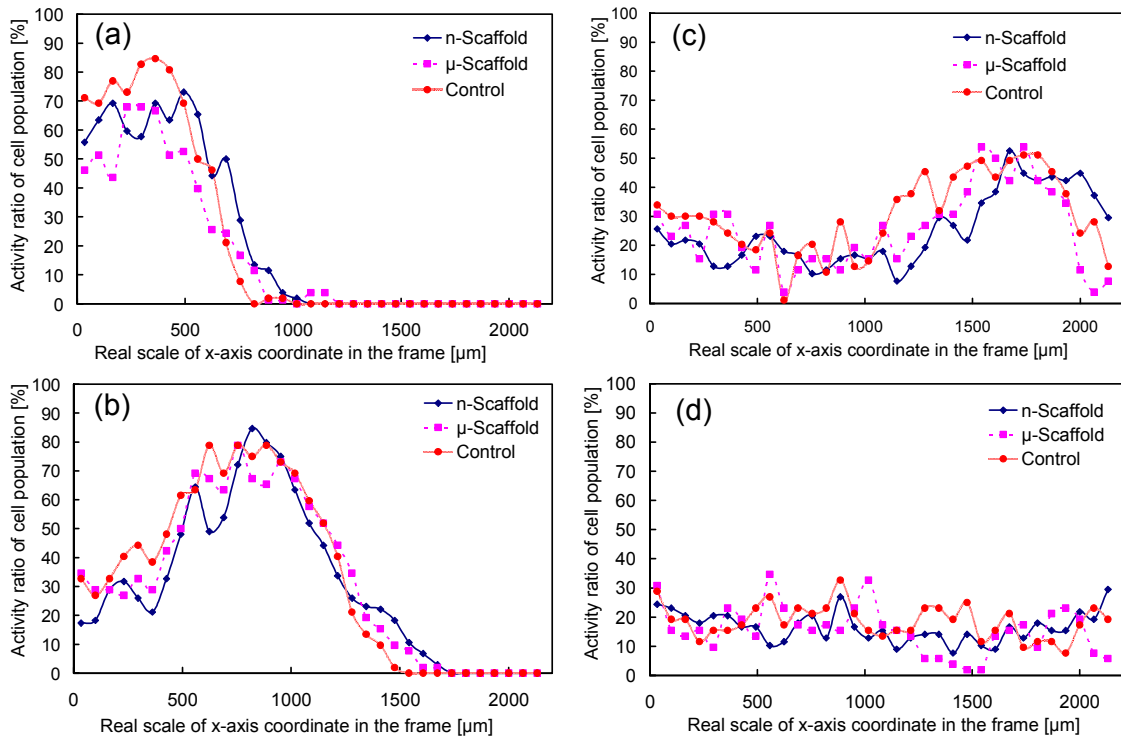 (a)
n-Scaffold
μ-Scaffold
Control
Activity ratio of cell population [%]
100
90
80
70
60
50
40
30
20
10
0
0 500 1000 1500 2000
Real scale of x-axis coordinate in the frame [μm]
(c)
n-Scaffold
μ-Scaffold
Control
Activity ratio of cell population [%]
100
90
80
70
60
50
40
30
20
10
0
0 500 1000 1500 2000
Real scale of x-axis coordinate in the frame [μm]
(b)
n-Scaffold
μ-Scaffold
Control
Activity ratio of cell population [%]
100
90
80
70
60
50
40
30
20
10
0
0 500 1000 1500 2000
Real scale of x-axis coordinate in the frame [μm]
(d)
n-Scaffold
μ-Scaffold
Control
Activity ratio of cell population [%]
100
90
80
70
60
50
40
30
20
10
0
0 500 1000 1500 2000
Real scale of x-axis coordinate in the frame [μm]